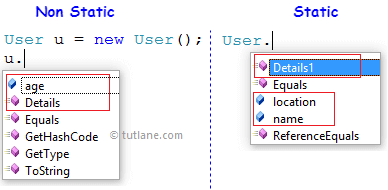 Non Static
User u = new User();
u.
age
Details
Equals
GetHashCode
GetType
ToString
© tutlane.com
Static
User.
Details1
Equals
location
name
ReferenceEquals